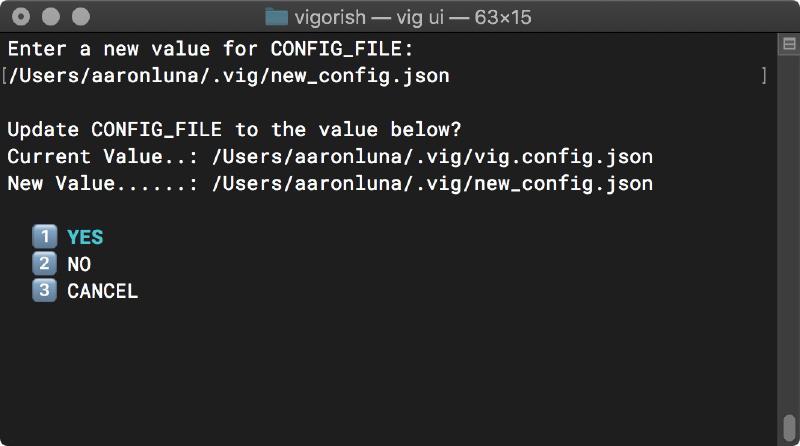 vigorish — vig ui — 63×15
Enter a new value for CONFIG_FILE:
[/Users/aaronluna/.vig/new_config.json ]
Update CONFIG_FILE to the value below?
Current Value..: /Users/aaronluna/.vig/vig.config.json
New Value......: /Users/aaronluna/.vig/new_config.json
1 YES
2 NO
3 CANCEL